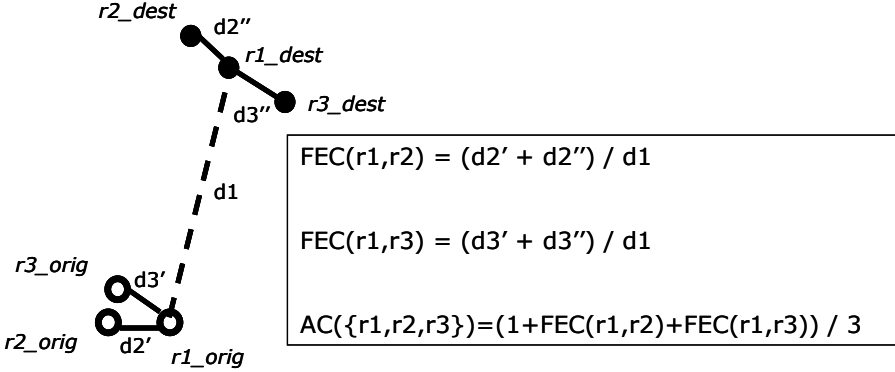 r2_dest
d2′′
r1_dest
r3_dest
d3′′
d1
FEC(r1,r2) = (d2′ + d2′′) / d1
FEC(r1,r3) = (d3′ + d3′′) / d1
AC({r1,r2,r3})=(1+FEC(r1,r2)+FEC(r1,r3)) / 3
r3_orig
d3′
r2_orig
d2′
r1_orig